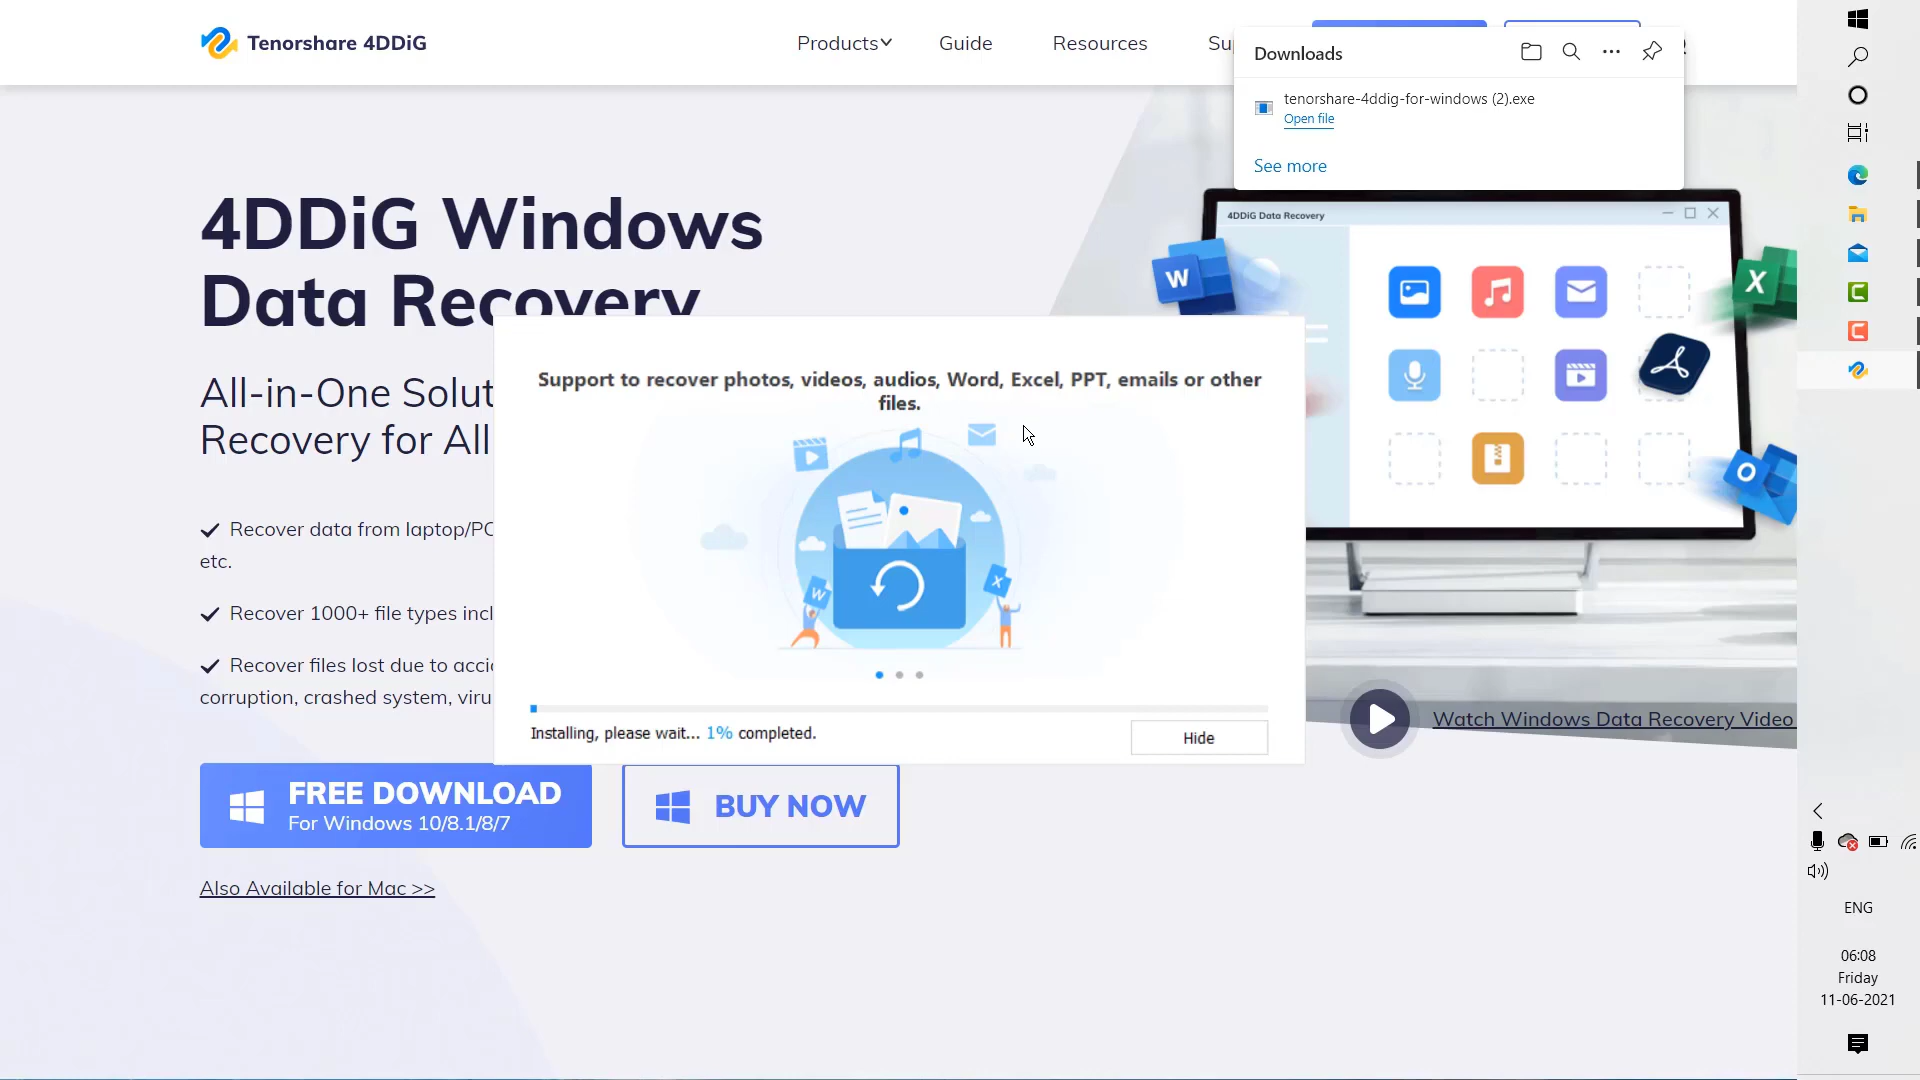 Tenorshare 4DDiG
Products
Guide
Resources
Su
Downloads
tenorshare-4ddig-for-windows (2).exe
Open file
See more
4DDiG Windows
Data Recovery
All-in-One Solut
Recovery for All
Recover data from laptop/PC
etc.
Recover 1000+ file types incl
Recover files lost due to acci
corruption, crashed system, viru
4DDiG Data Recovery
W
X
O
Support to recover photos, videos, audios, Word, Excel, PPT, emails or other
files.
W
X
Installing, please wait... 1% completed.
Hide
Watch Windows Data Recovery Video
FREE DOWNLOAD
For Windows 10/8.1/8/7
BUY NOW
Also Available for Mac >>
ENG
06:08
Friday
11-06-2021